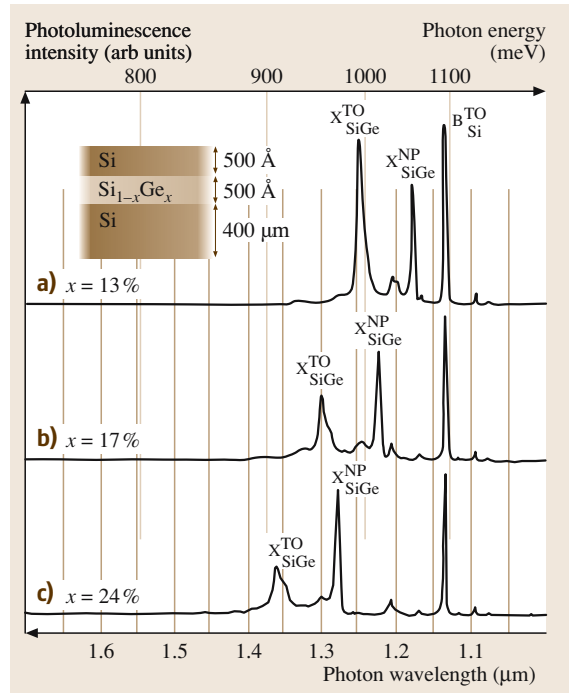 Photoluminescence intensity (arb units)
Photon energy (meV)
800 900 1000 1100
X^TO_SiGe
X^NP_SiGe
B^TO_Si
Si
500 Å
Si_{1–x}Ge_x
500 Å
Si
400 μm
a) x = 13 %
X^NP_SiGe
X^TO_SiGe
b) x = 17 %
X^NP_SiGe
X^TO_SiGe
c) x = 24 %
1.6 1.5 1.4 1.3 1.2 1.1
Photon wavelength (μm)